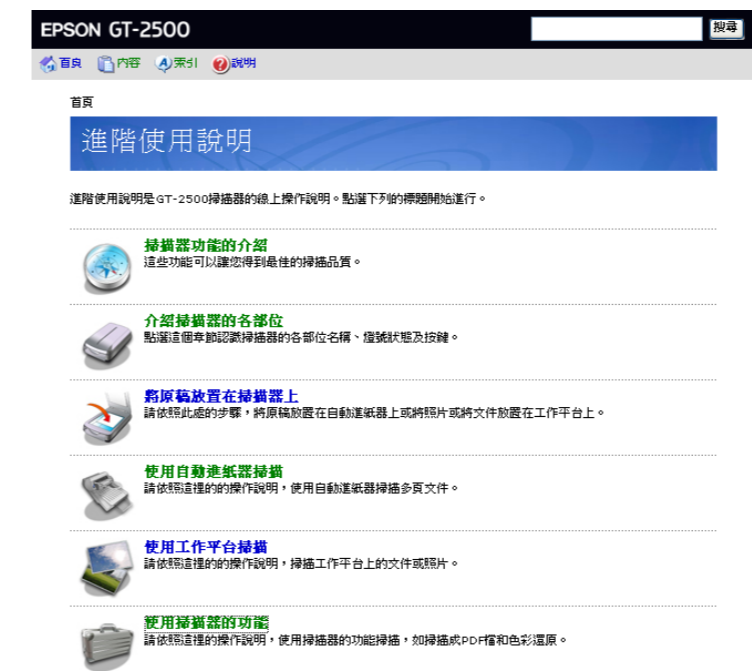 EPSON GT-2500
搜尋
首頁 內容 索引 說明
首頁
進階使用說明
進階使用說明是GT-2500掃描器的線上操作說明。點選下列的標題開始進行。
掃描器功能的介紹
這些功能可以讓您得到最佳的掃描品質。
介紹掃描器的各部位
點選這個章節認識掃描器的各部位名稱、燈號狀態及按鍵。
將原稿放置在掃描器上
請依照此處的步驟，將原稿放置在自動進紙器上或將照片或將文件放置在工作平台上。
使用自動進紙器掃描
請依照這裡的的操作說明，使用自動進紙器掃描多頁文件。
使用工作平台掃描
請依照這裡的的操作說明，掃描工作平台上的文件或照片。
使用掃描器的功能
請依照這裡的操作說明，使用掃描器的功能掃描，如掃描成PDF檔和色彩還原。